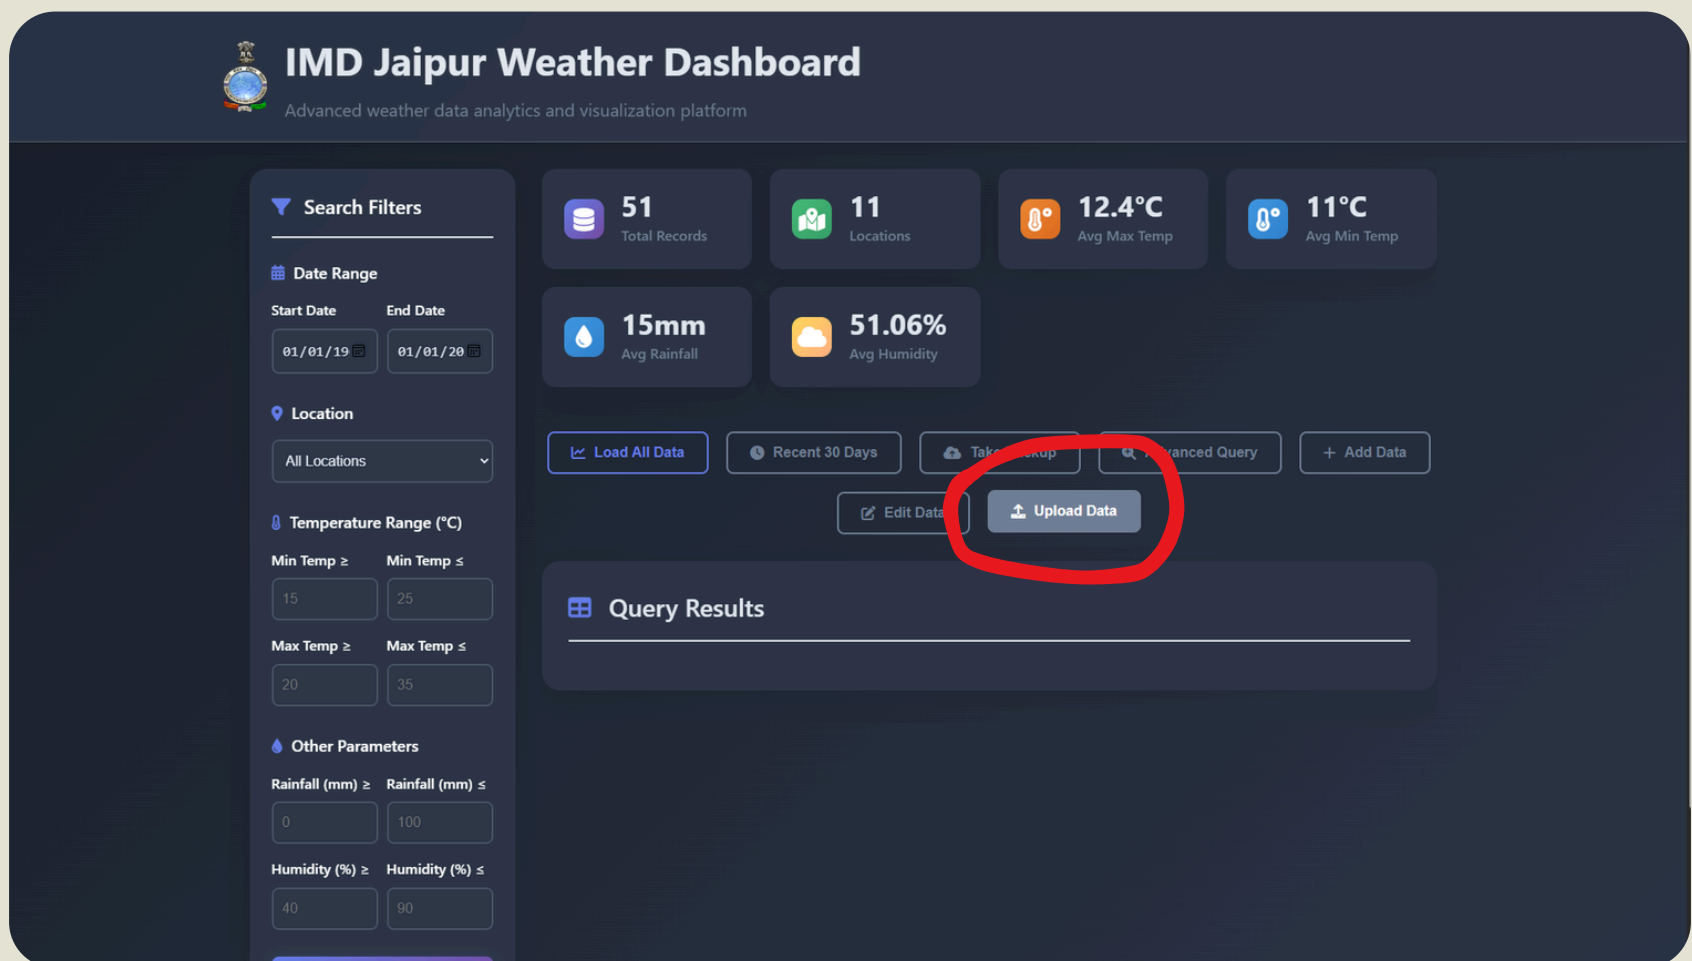 IMD Jaipur Weather Dashboard
Advanced weather data analytics and visualization platform
Search Filters
Date Range
Start Date End Date
01/01/19 01/01/20
Location
All Locations
Temperature Range (°C)
Min Temp ≥ Min Temp ≤
15 25
Max Temp ≥ Max Temp ≤
20 35
Other Parameters
Rainfall (mm) ≥ Rainfall (mm) ≤
0 100
Humidity (%) ≥ Humidity (%) ≤
40 90
51
Total Records
11
Locations
12.4°C
Avg Max Temp
11°C
Avg Min Temp
15mm
Avg Rainfall
51.06%
Avg Humidity
Load All Data Recent 30 Days Advanced Query Add Data
Edit Data Upload Data
Query Results